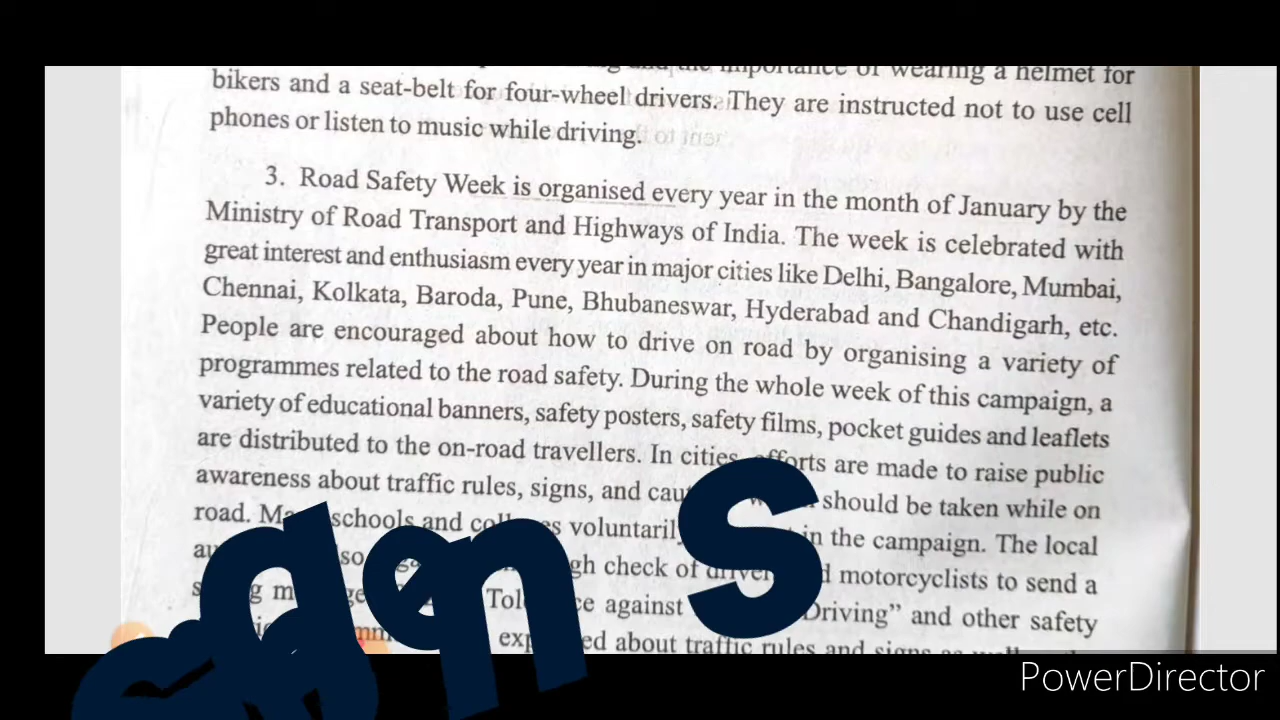 importance of wearing a helmet for
bikers and a seat-belt for four-wheel drivers. They are instructed not to use cell
phones or listen to music while driving.
3. Road Safety Week is organised every year in the month of January by the
Ministry of Road Transport and Highways of India. The week is celebrated with
great interest and enthusiasm every year in major cities like Delhi, Bangalore, Mumbai,
Chennai, Kolkata, Baroda, Pune, Bhubaneswar, Hyderabad and Chandigarh, etc.
People are encouraged about how to drive on road by organising a variety of
programmes related to the road safety. During the whole week of this campaign, a
variety of educational banners, safety posters, safety films, pocket guides and leaflets
are distributed to the on-road travellers. In cities, efforts are made to raise public
awareness about traffic rules, signs, and should be taken while on
road. schools and in the campaign. The local
check of motorcyclists to send a
against Driving" and other safety
about traffic rules and signs as
den s
PowerDirector